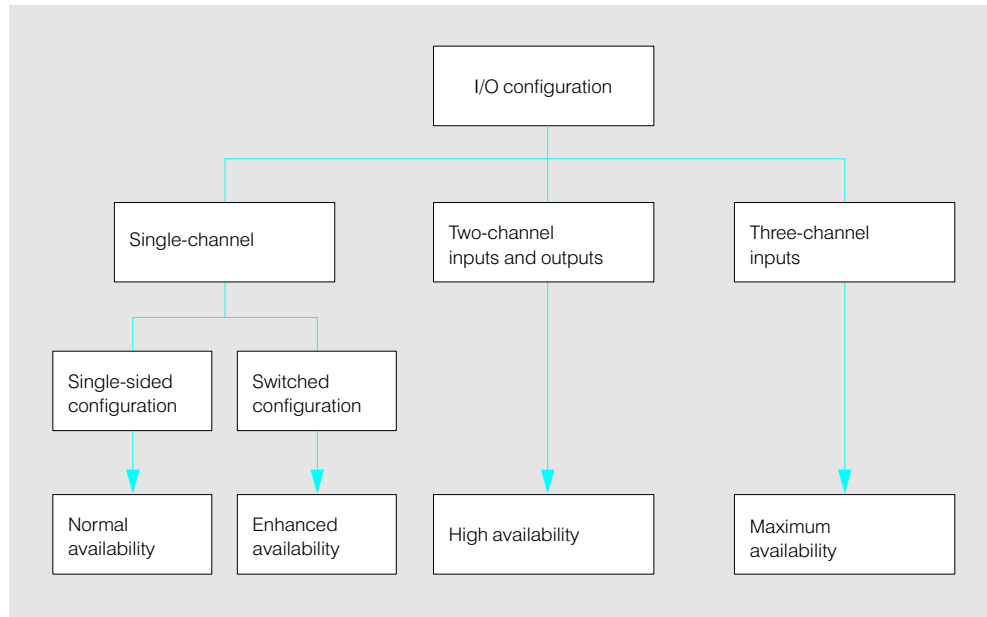 I/O configuration
Single-channel
Two-channel
inputs and outputs
Three-channel
inputs
Single-sided
configuration
Switched
configuration
Normal
availability
Enhanced
availability
High availability
Maximum
availability